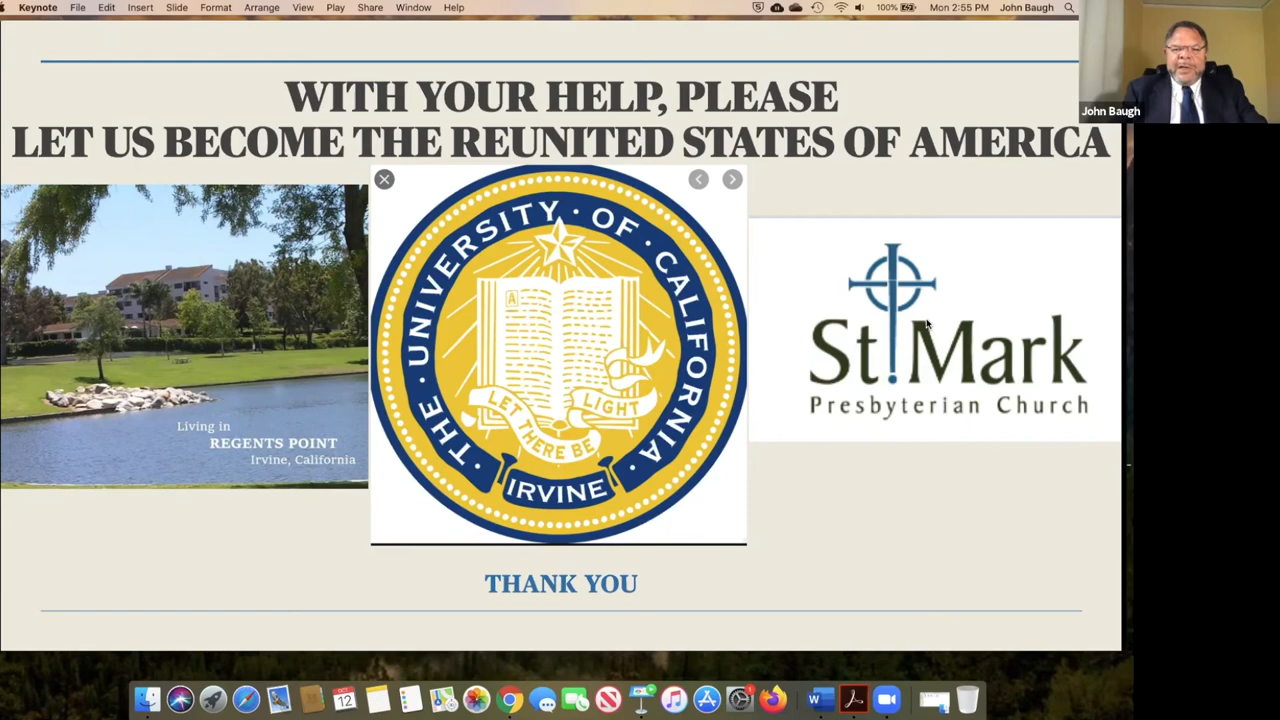 Keynote File Edit Insert Slide Format Arrange View Play Share Window Help
100% Mon 2:55 PM John Baugh
John Baugh
WITH YOUR HELP, PLEASE
LET US BECOME THE REUNITED STATES OF AMERICA
Living in
REGENTS POINT
Irvine, California
THE · UNIVERSITY · OF · CALIFORNIA
A
LET THERE BE LIGHT
IRVINE
St. Mark
Presbyterian Church
THANK YOU
OCT
12